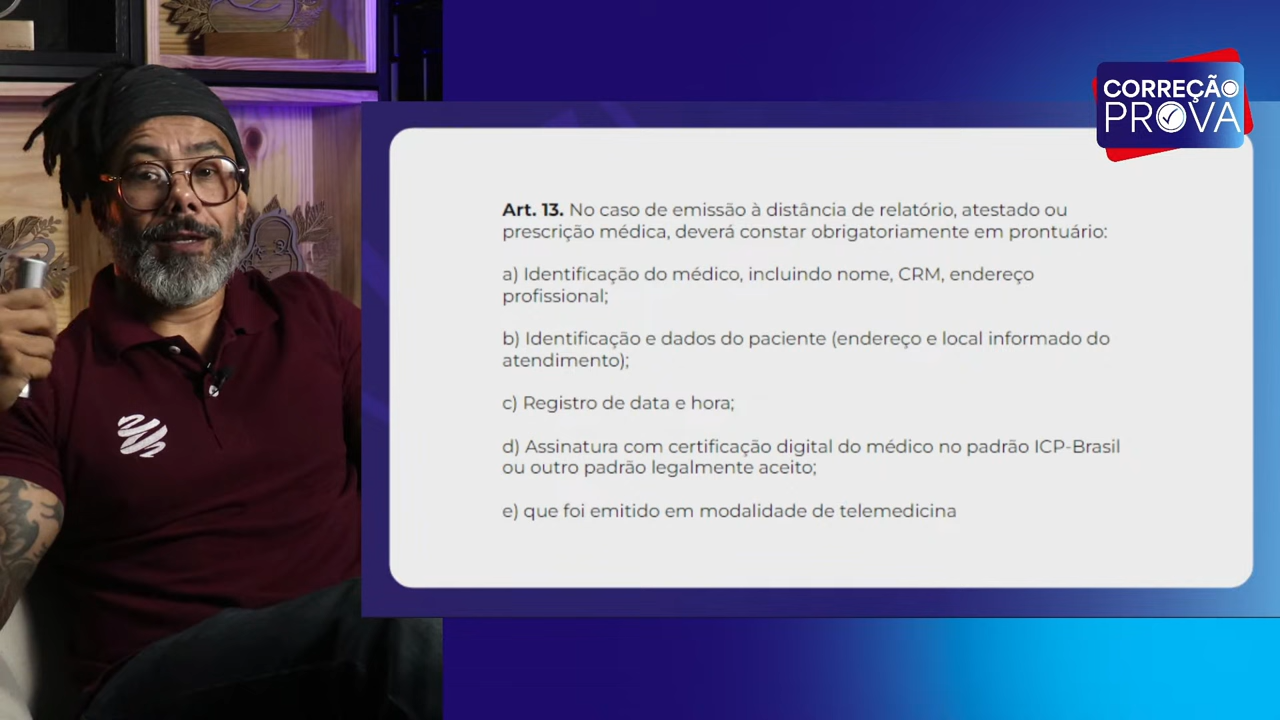 CORREÇÃO
PROVA
Art. 13. No caso de emissão à distância de relatório, atestado ou
prescrição médica, deverá constar obrigatoriamente em prontuário:
a) Identificação do médico, incluindo nome, CRM, endereço
profissional;
b) Identificação e dados do paciente (endereço e local informado do
atendimento);
c) Registro de data e hora;
d) Assinatura com certificação digital do médico no padrão ICP-Brasil
ou outro padrão legalmente aceito;
e) que foi emitido em modalidade de telemedicina